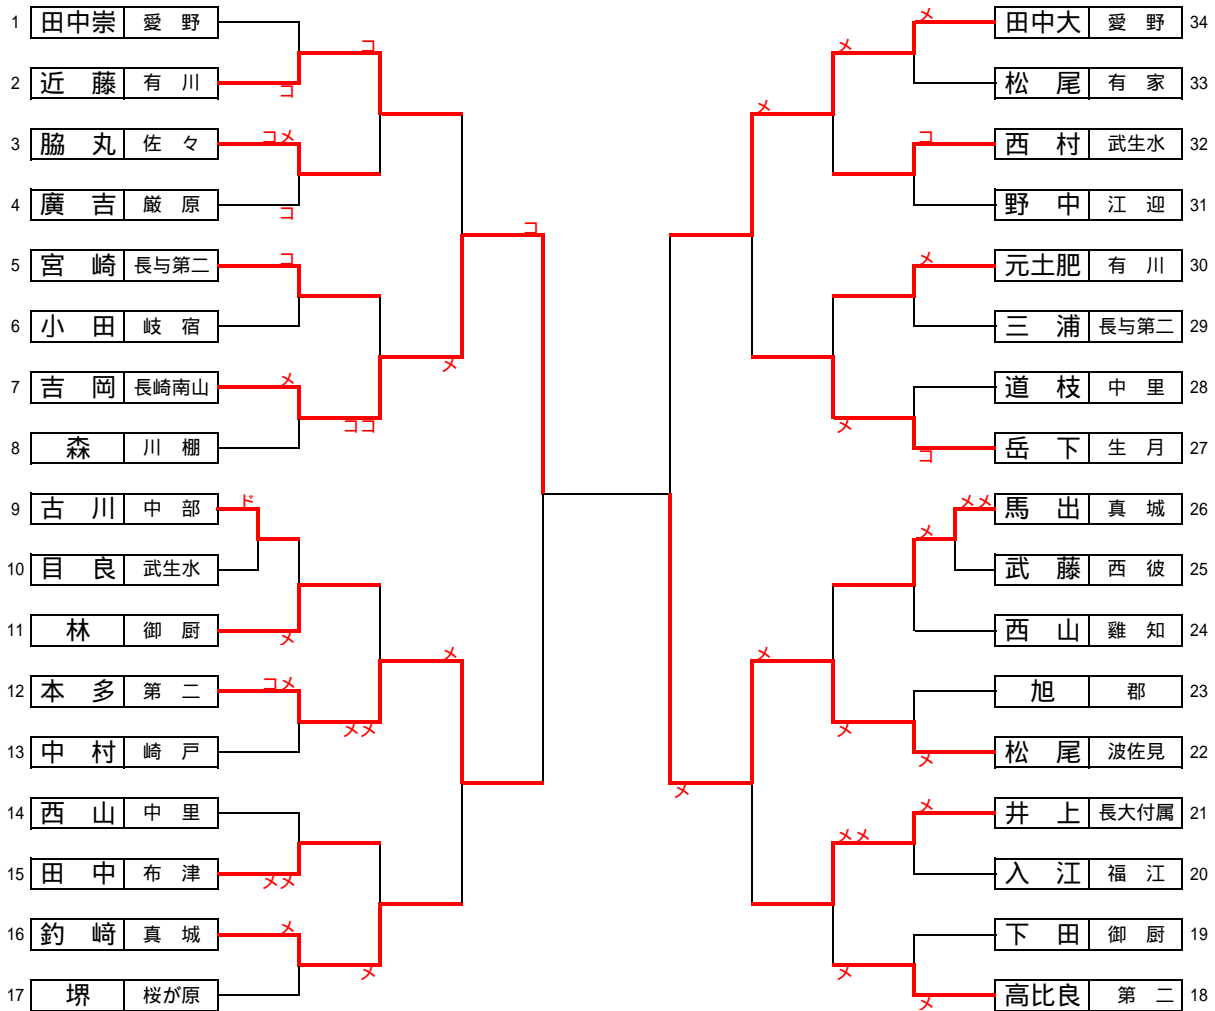 1 田中崇 愛 野
コ
2 近 藤 有 川
コ
3 脇 丸 佐 々
コメ
4 廣 吉 厳 原
コ
5 宮 崎 長与第二
コ
コ
6 小 田 岐 宿
7 吉 岡 長崎南山
メ
メ
ココ
8 森 川 棚
9 古 川 中 部
ド
10 目 良 武生水
11 林 御 厨
メ
メ
12 本 多 第 二
コメ
メメ
13 中 村 崎 戸
14 西 山 中 里
15 田 中 布 津
メメ
16 釣 﨑 真 城
メ
メ
17 堺 桜が原
メ
田中大 愛 野 34
メ
松 尾 有 家 33
メ
コ
西 村 武生水 32
野 中 江 迎 31
メ
元土肥 有 川 30
三 浦 長与第二 29
道 枝 中 里 28
メ
コ
岳 下 生 月 27
メメ
馬 出 真 城 26
メ
武 藤 西 彼 25
西 山 雞 知 24
メ
旭 郡 23
メ
メ
松 尾 波佐見 22
メ
メ
井 上 長大付属 21
メメ
入 江 福 江 20
下 田 御 厨 19
メ
メ
高比良 第 二 18